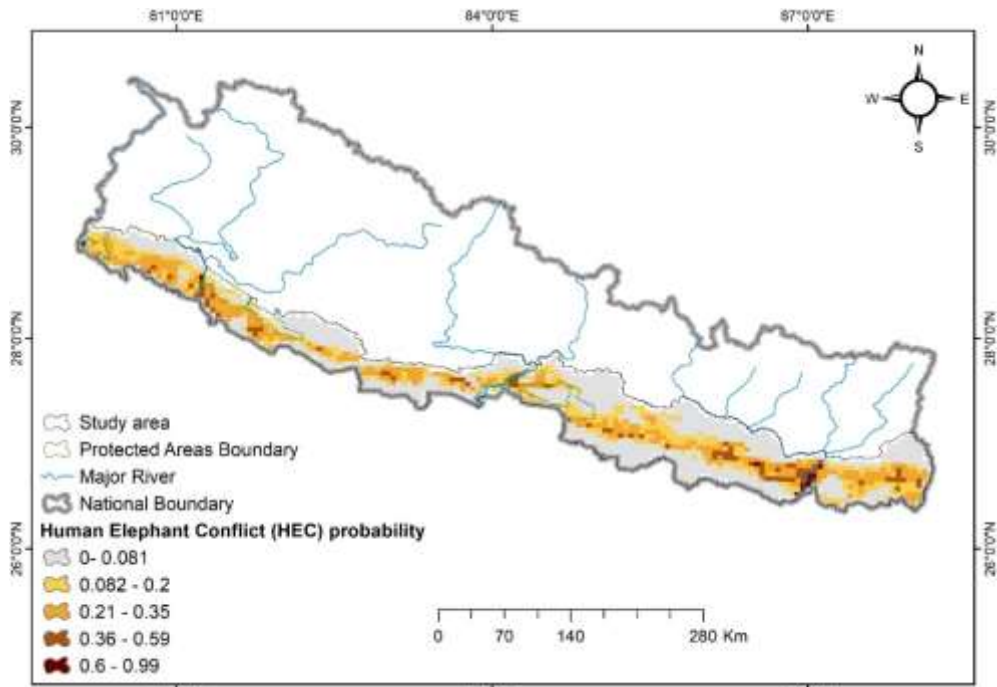 81°0'0"E 84°0'0"E 87°0'0"E
N
W E
S
30°0'0"N 30°0'0"N
28°0'0"N 28°0'0"N
26°0'0"N 26°0'0"N
Study area
Protected Areas Boundary
Major River
National Boundary
Human Elephant Conflict (HEC) probability
0- 0.081
0.082 - 0.2
0.21 - 0.35
0.36 - 0.59
0.6 - 0.99
0 70 140 280 Km